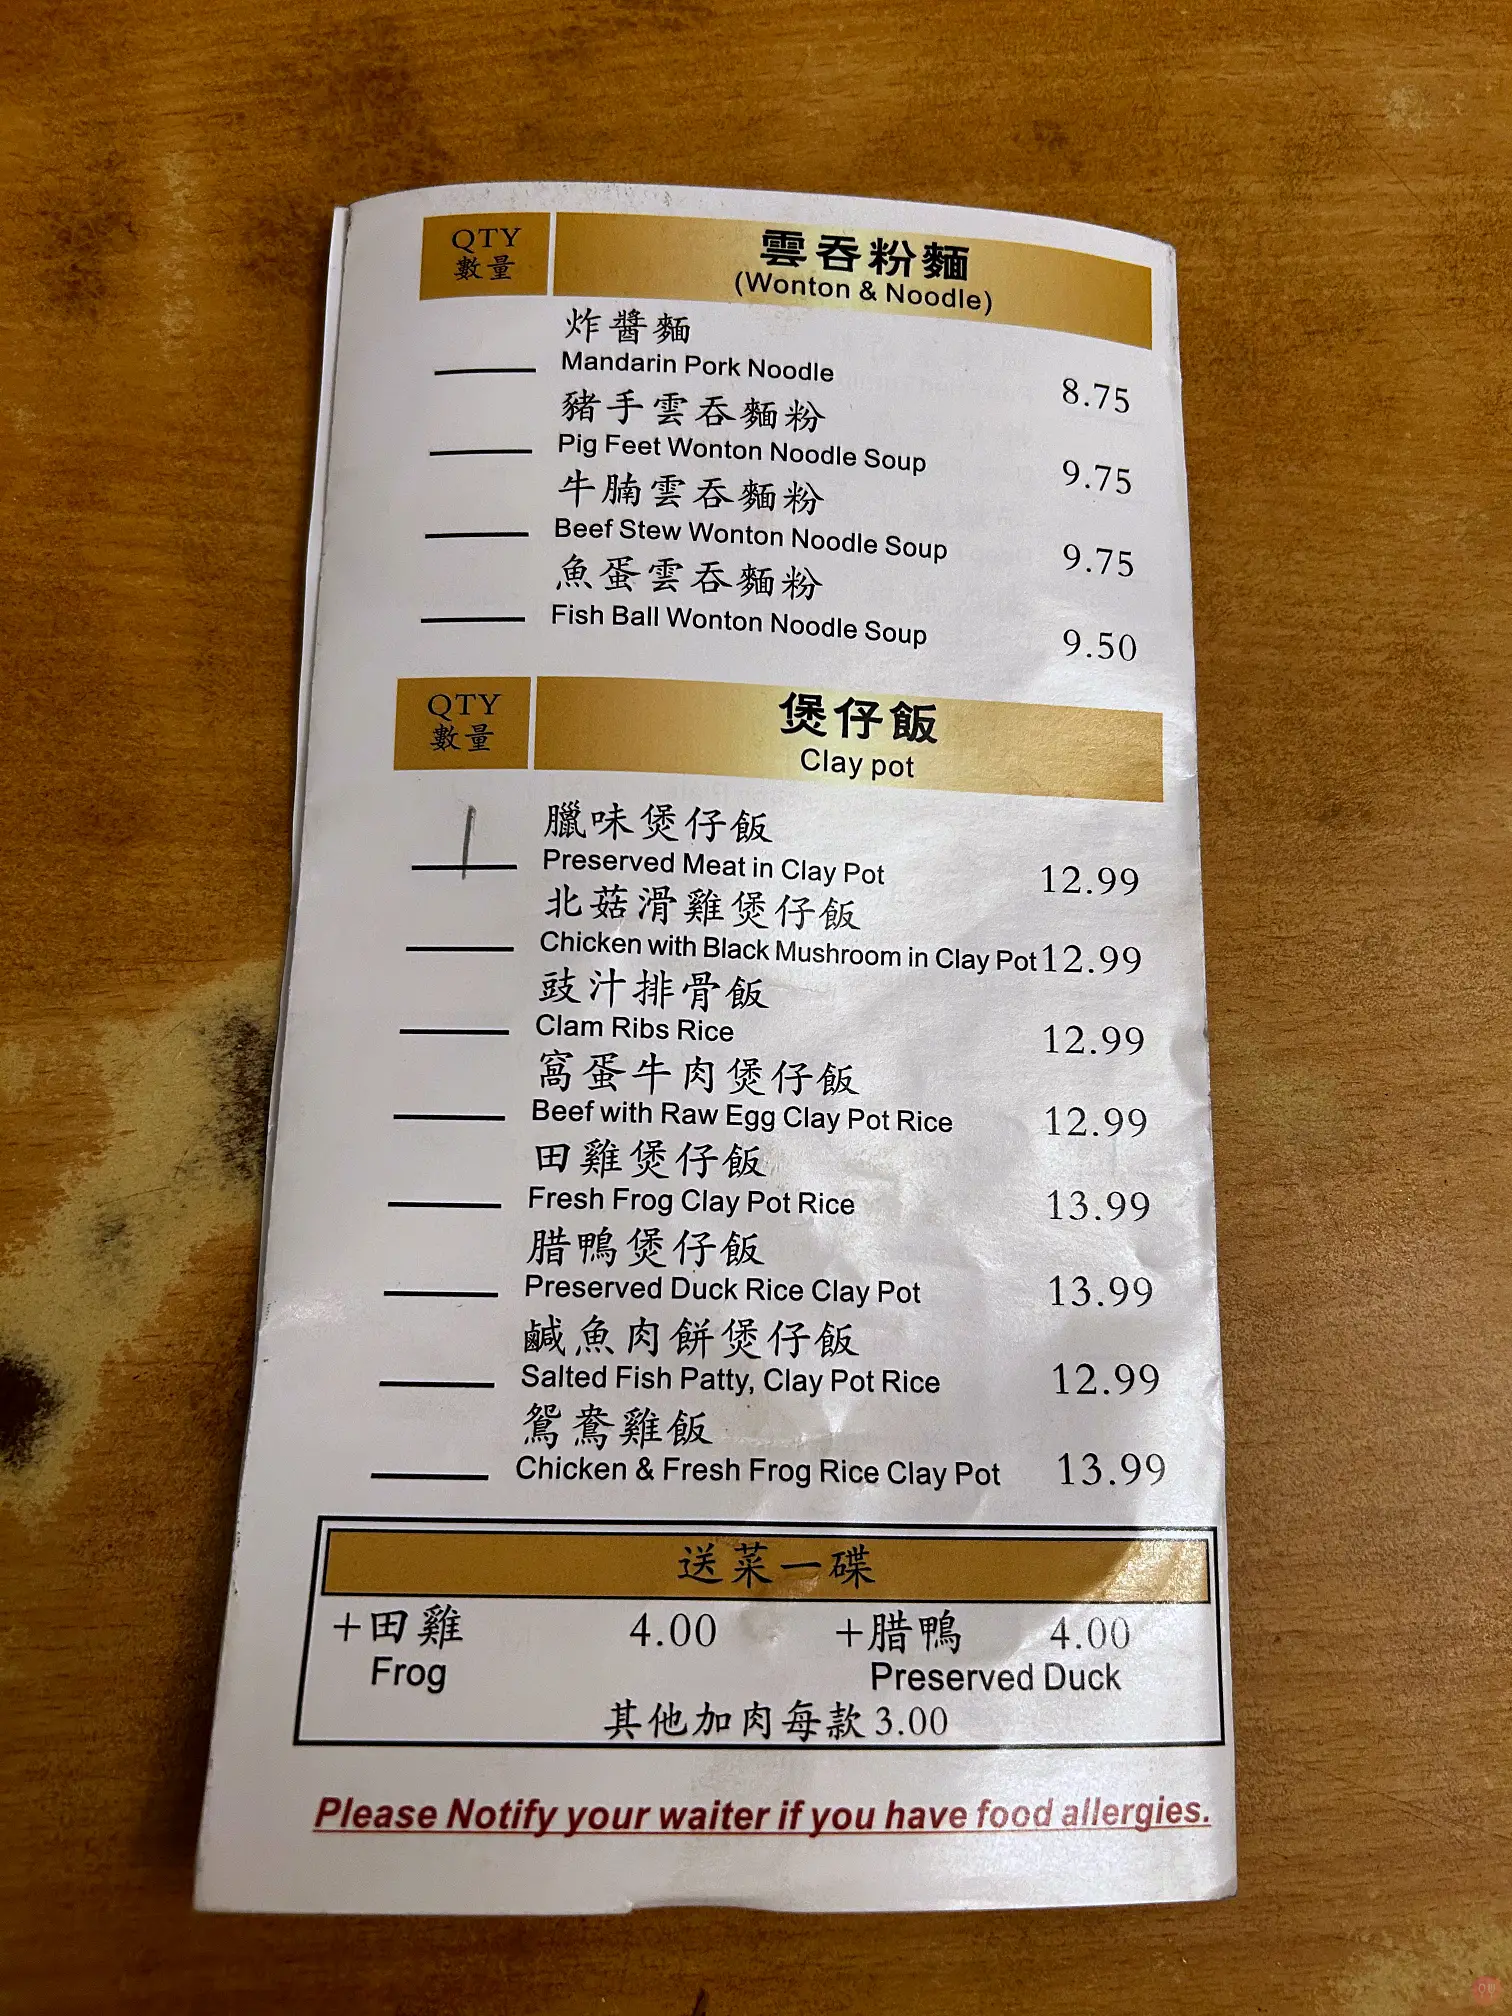 QTY
數量
雲吞粉麵
(Wonton & Noodle)
炸醬麵
Mandarin Pork Noodle 8.75
豬手雲吞麵粉
Pig Feet Wonton Noodle Soup 9.75
牛腩雲吞麵粉
Beef Stew Wonton Noodle Soup 9.75
魚蛋雲吞麵粉
Fish Ball Wonton Noodle Soup 9.50
QTY
數量
煲仔飯
Clay pot
臘味煲仔飯
Preserved Meat in Clay Pot 12.99
北菇滑雞煲仔飯
Chicken with Black Mushroom in Clay Pot 12.99
豉汁排骨飯
Clam Ribs Rice 12.99
窩蛋牛肉煲仔飯
Beef with Raw Egg Clay Pot Rice 12.99
田雞煲仔飯
Fresh Frog Clay Pot Rice 13.99
腊鴨煲仔飯
Preserved Duck Rice Clay Pot 13.99
鹹魚肉餅煲仔飯
Salted Fish Patty, Clay Pot Rice 12.99
鴛鴦雞飯
Chicken & Fresh Frog Rice Clay Pot 13.99
送菜一碟
+田雞 4.00 +腊鴨 4.00
Frog Preserved Duck
其他加肉每款 3.00
Please Notify your waiter if you have food allergies.